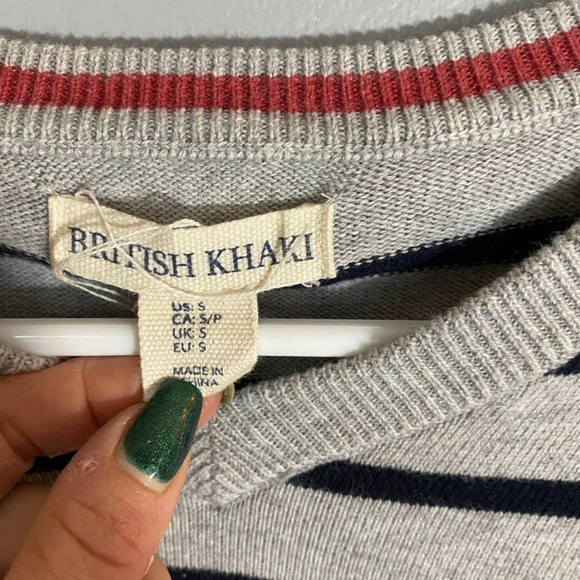 BRITISH KHAKI
US: S
CA: S/P
UK: S
EU: S
MADE IN
CHINA